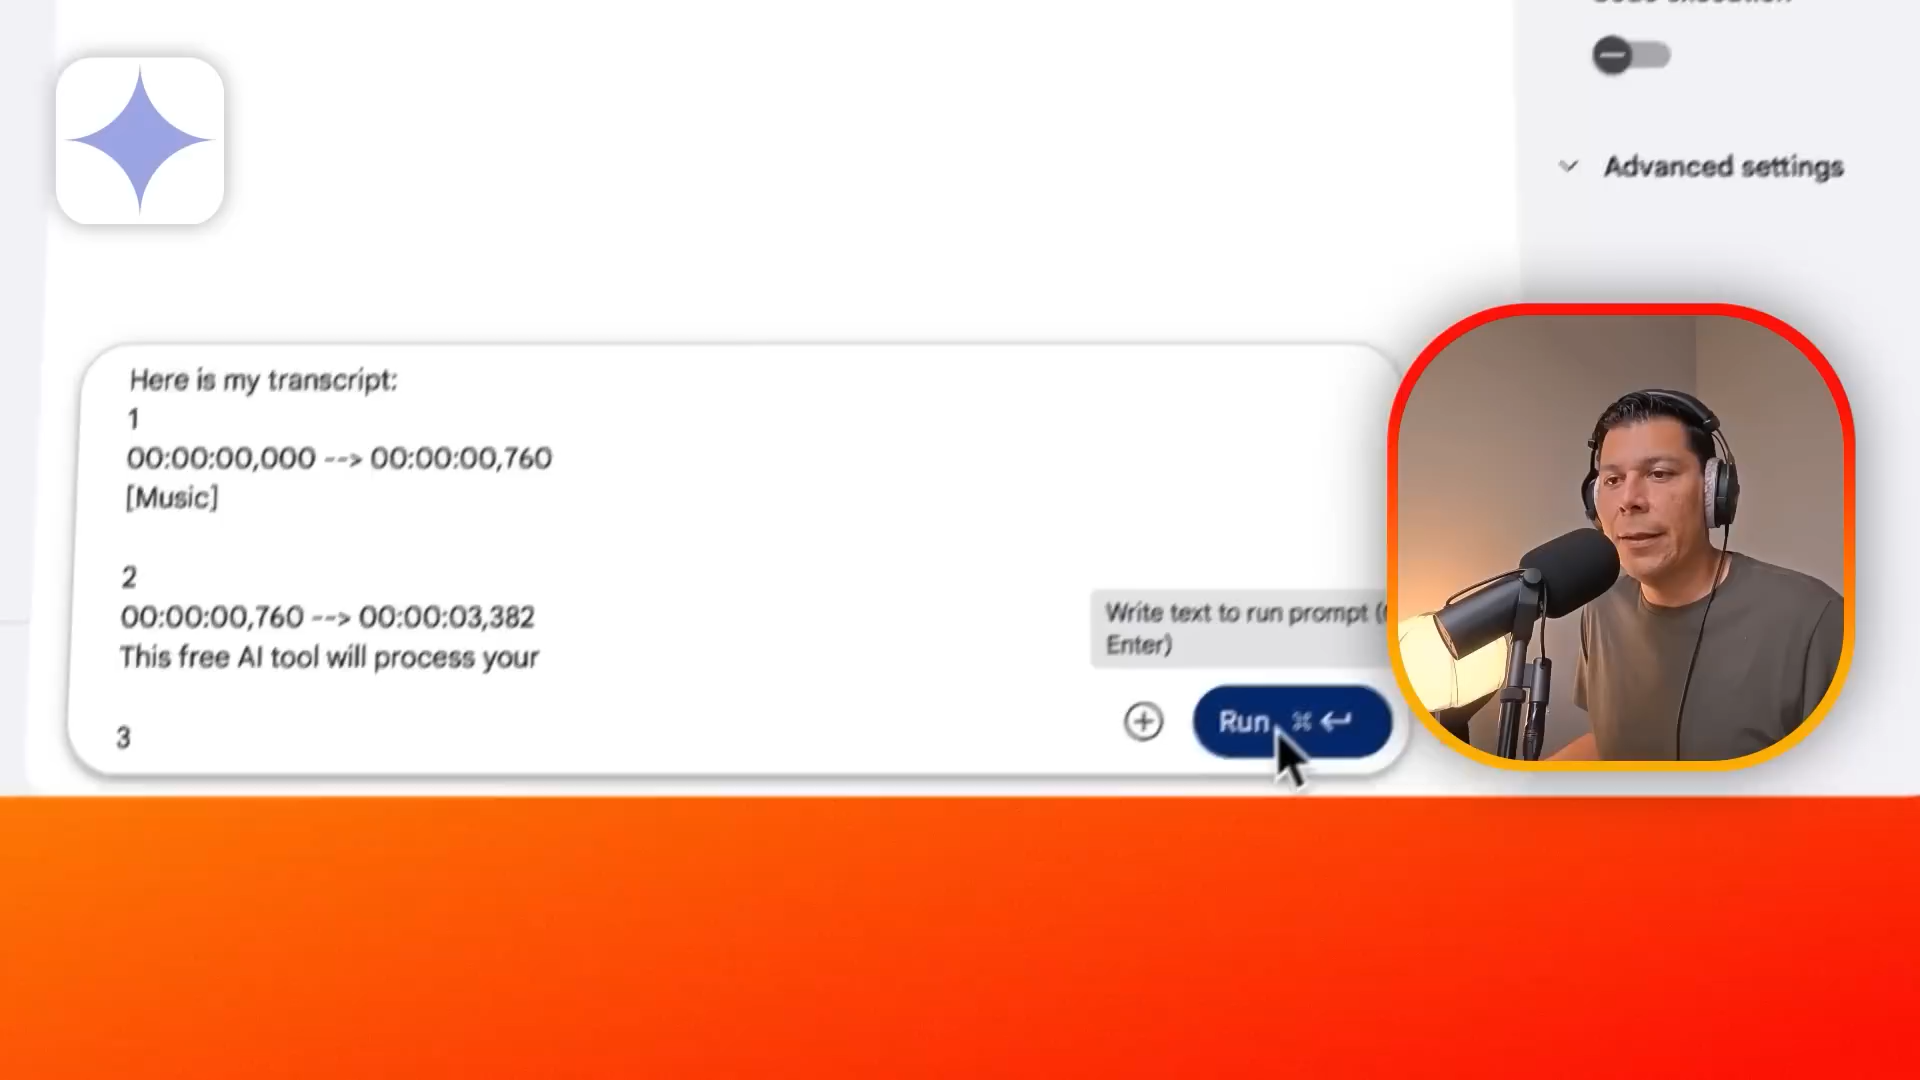 Advanced settings
Here is my transcript:
1
00:00:00,000 --> 00:00:00,760
[Music]
2
00:00:00,760 --> 00:00:03,382
This free AI tool will process your
3
Write text to run prompt (
Enter)
Run ⌘ ↵